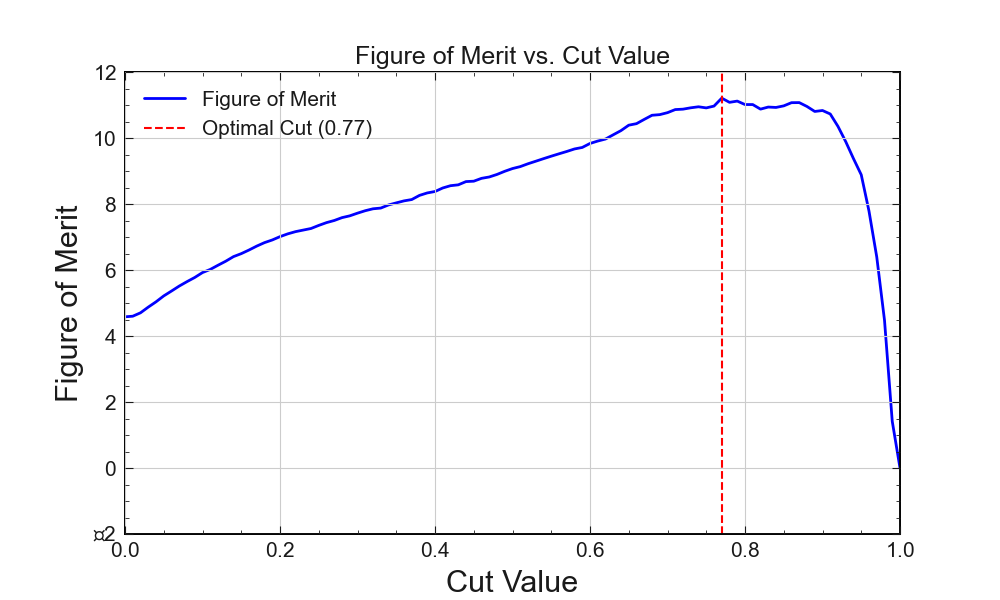 Figure of Merit vs. Cut Value
Figure of Merit
Optimal Cut (0.77)
Figure of Merit
12
10
8
6
4
2
0
¤2
0.0 0.2 0.4 0.6 0.8 1.0
Cut Value